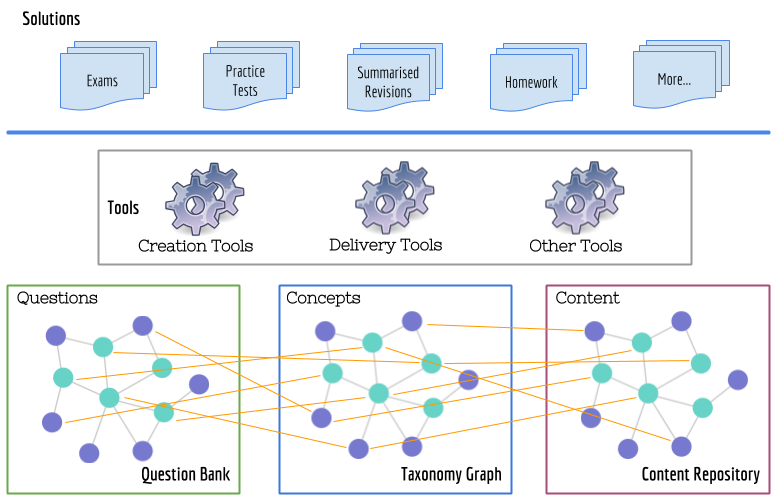 Solutions
Exams
Practice
Tests
Summarised
Revisions
Homework
More...
Tools
Creation Tools
Delivery Tools
Other Tools
Questions
Concepts
Content
Question Bank
Taxonomy Graph
Content Repository